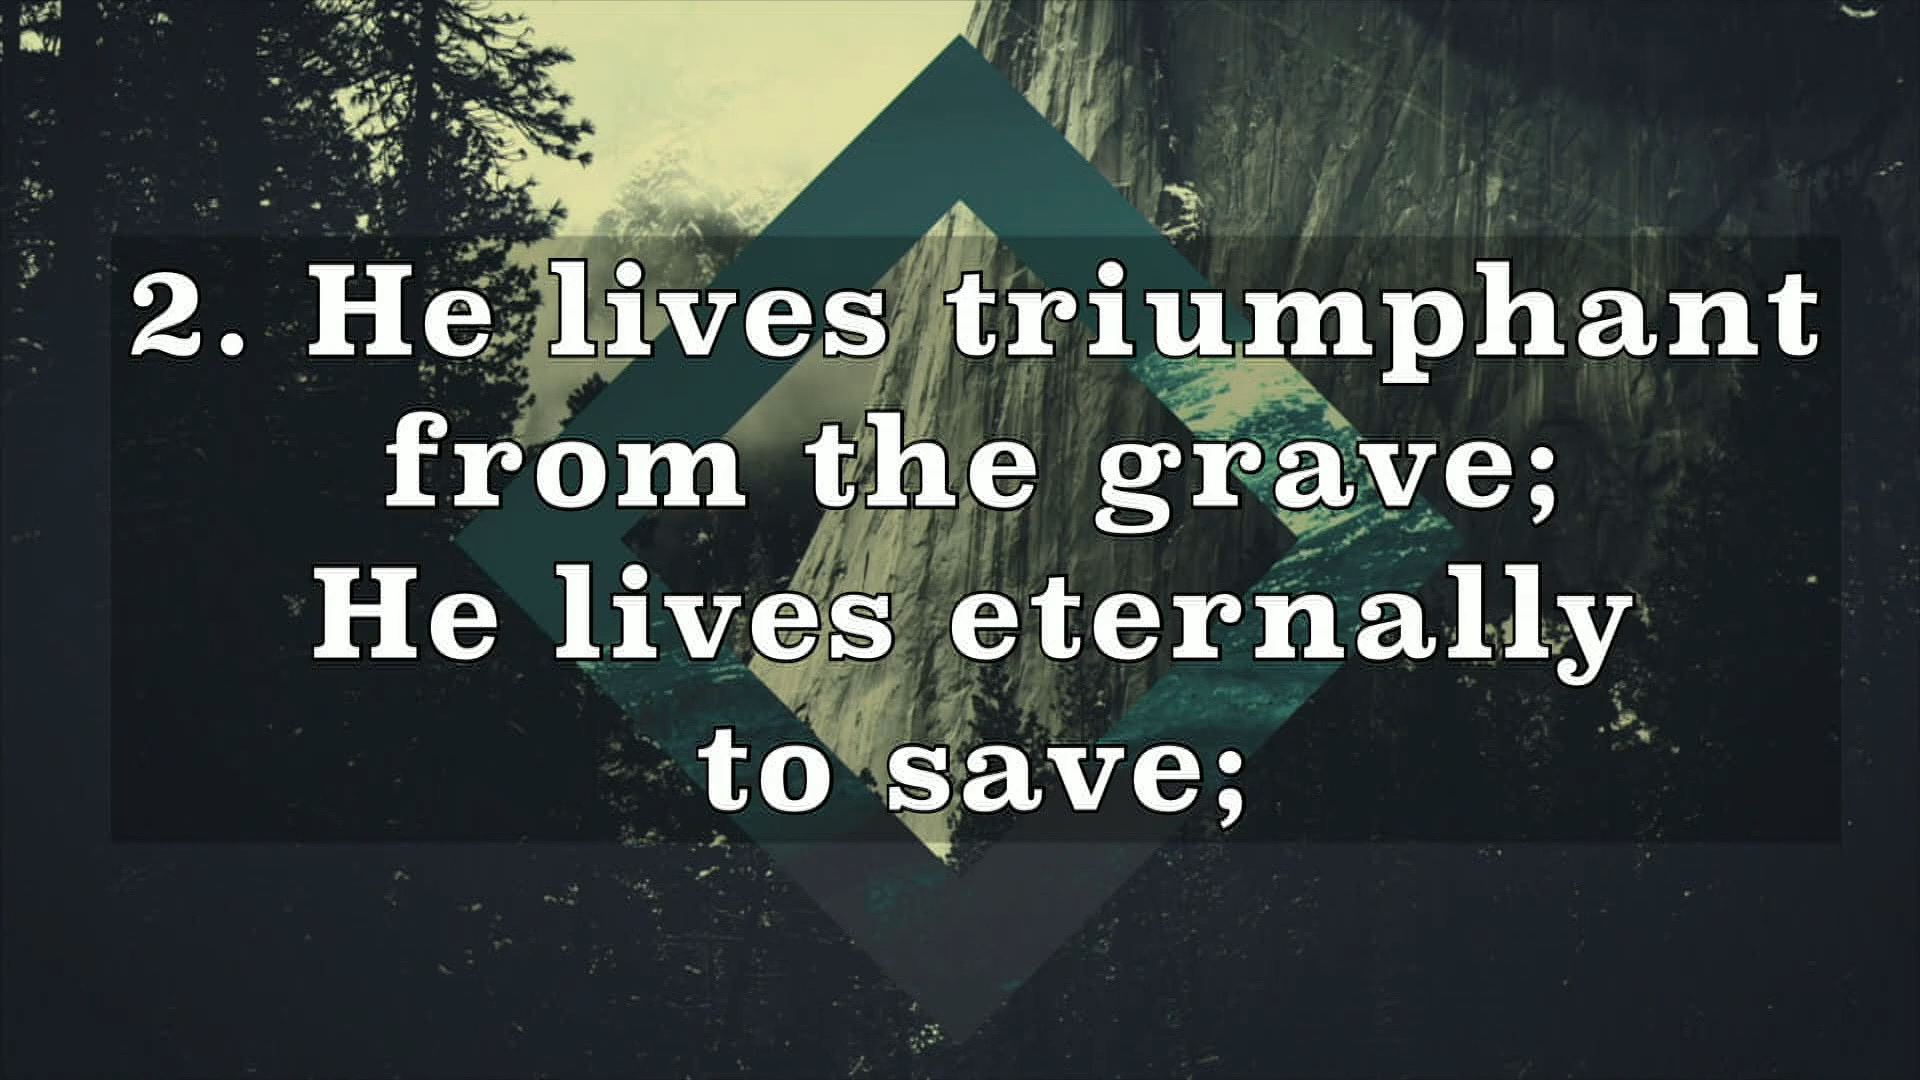 2. He lives triumphant
from the grave;
He lives eternally
to save;